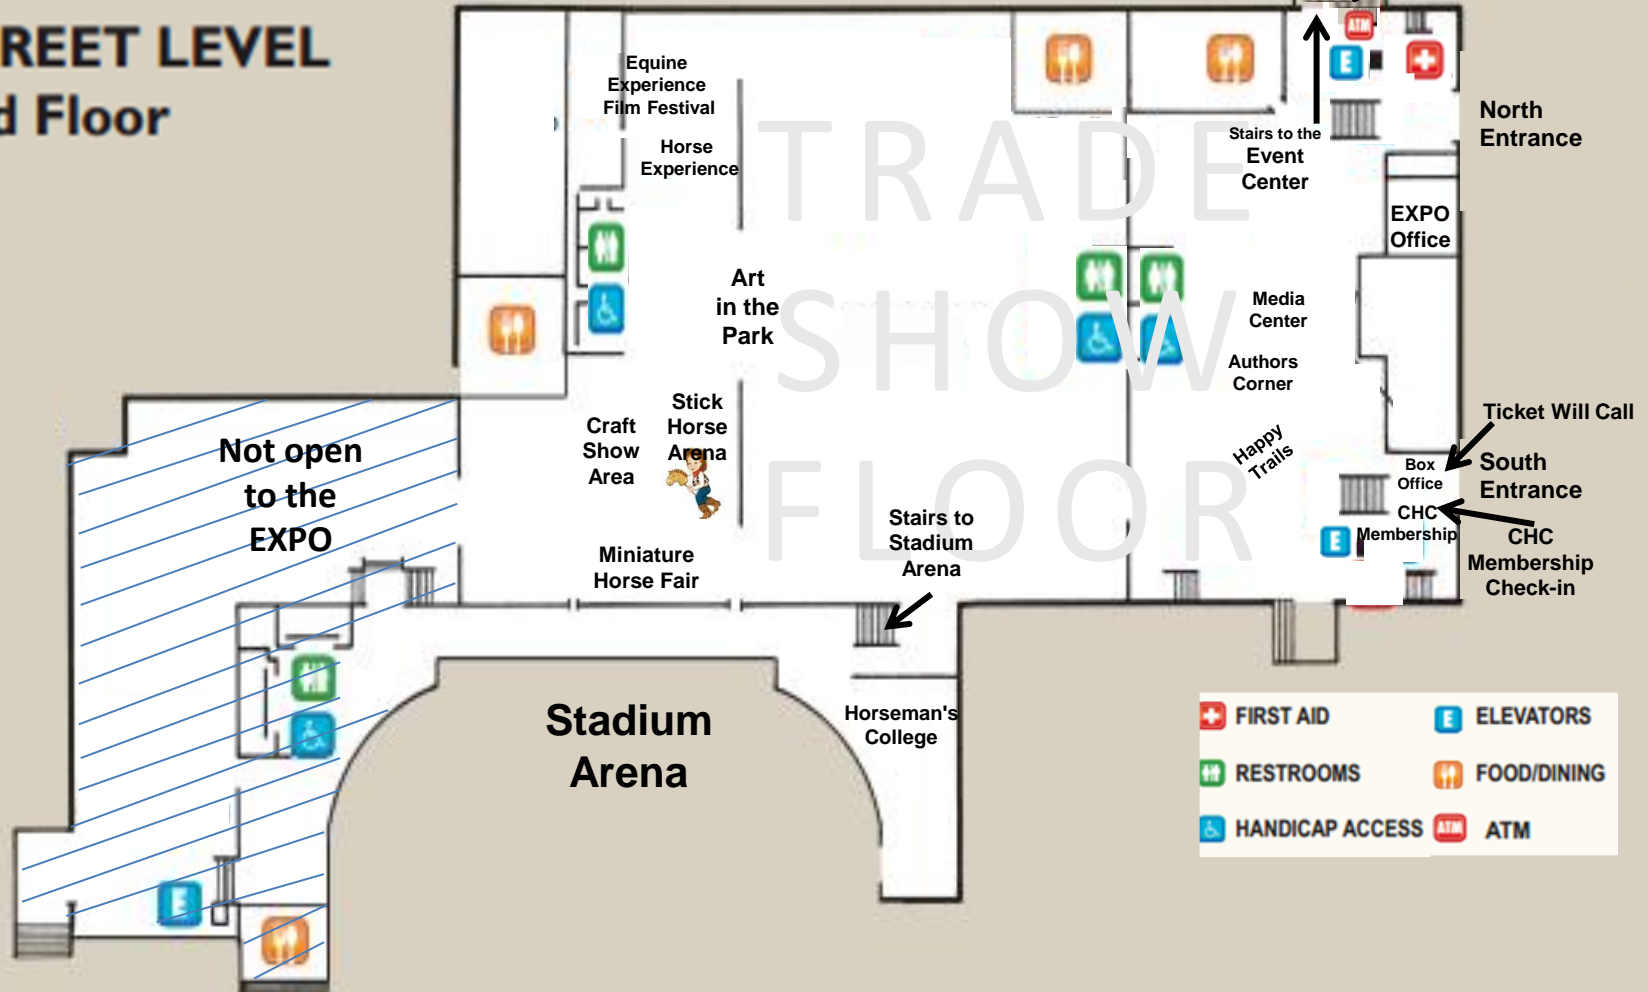 REET LEVEL
d Floor
Equine
Experience
Film Festival
Horse
Experience
TRADE
SHOW
FLOOR
ATM
E
Stairs to the
Event
Center
North
Entrance
EXPO
Office
Art
in the
Park
Media
Center
Authors
Corner
Stick
Horse
Arena
Craft
Show
Area
Happy
Trails
Ticket Will Call
Box
Office
South
Entrance
CHC
Membership
E
CHC
Membership
Check-in
Not open
to the
EXPO
Miniature
Horse Fair
Stairs to
Stadium
Arena
Stadium
Arena
Horseman's
College
E
FIRST AID
E ELEVATORS
RESTROOMS
FOOD/DINING
HANDICAP ACCESS
ATM ATM